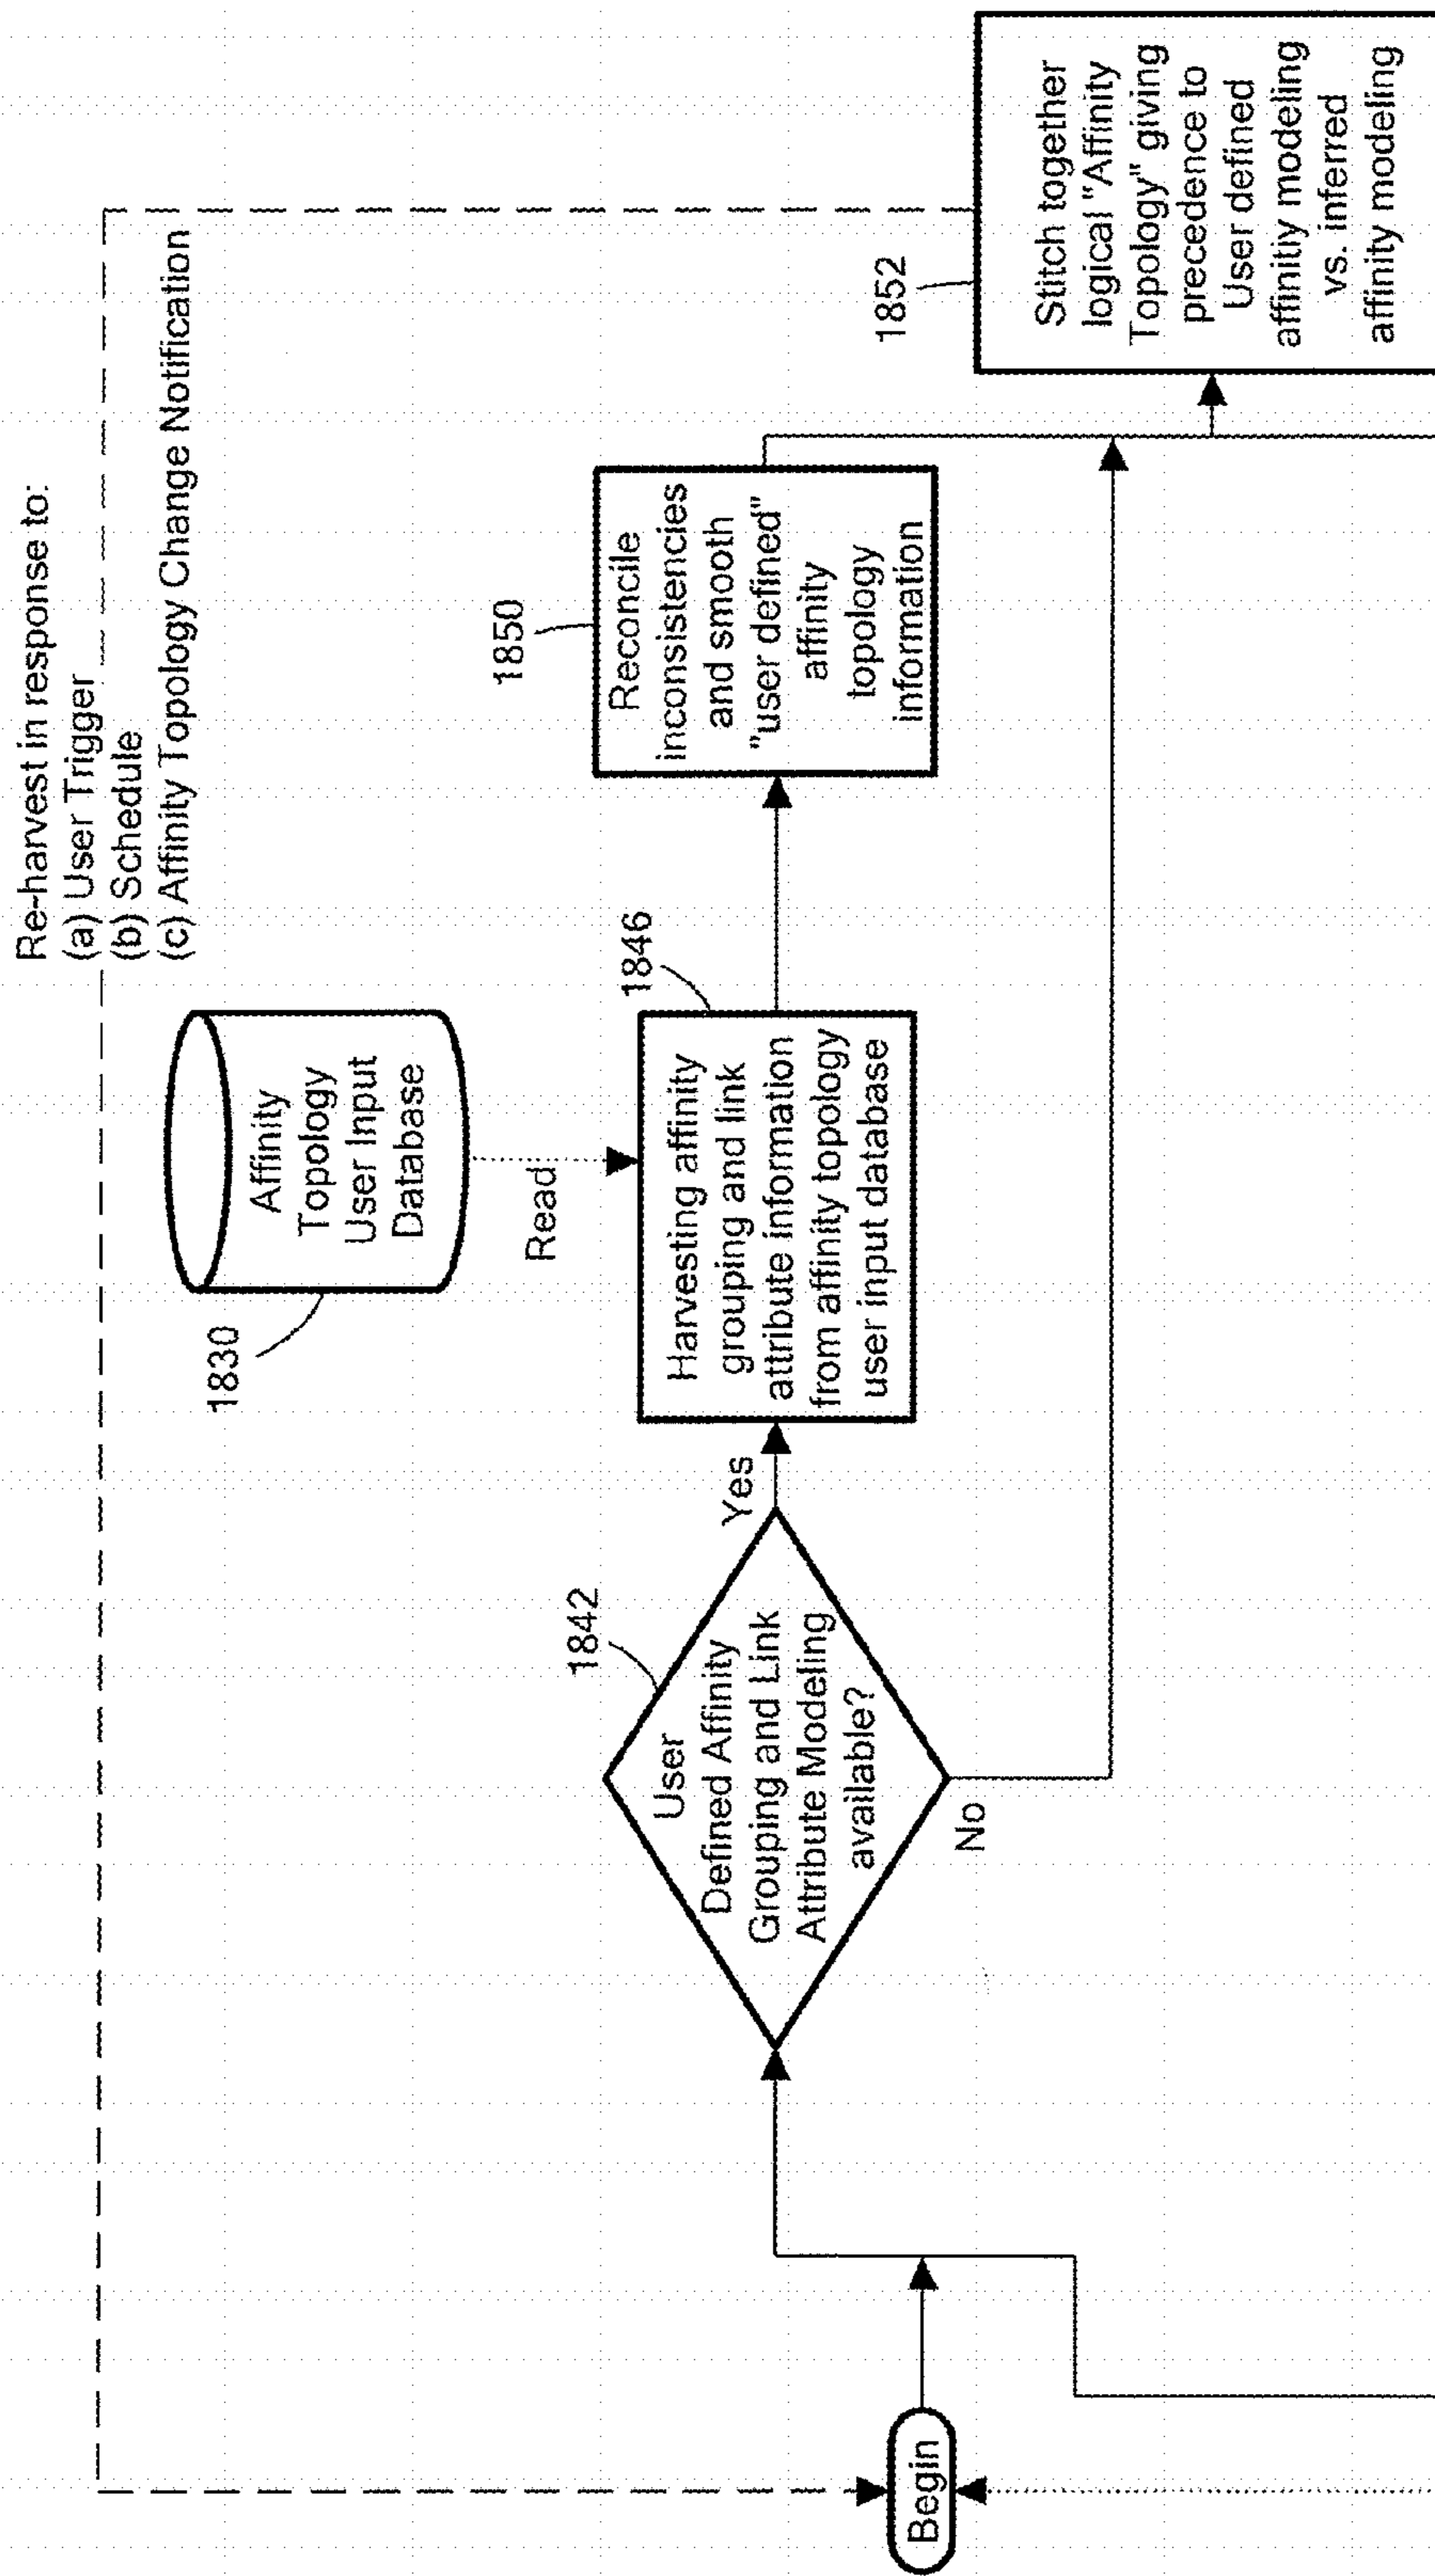 Re-harvest in response to:
(a) User Trigger
(b) Schedule
(c) Affinity Topology Change Notification
1830
Affinity
Topology
User Input
Database
Read
Begin
1842
User
Defined Affinity
Grouping and Link
Attribute Modeling
available?
Yes
No
1846
Harvesting affinity
grouping and link
attribute information
from affinity topology
user input database
1850
Reconcile
inconsistencies
and smooth
"user defined"
affinity
topology
information
1852
Stitch together
logical "Affinity
Topology" giving
precedence to
User defined
affinitiy modeling
vs. inferred
affinity modeling